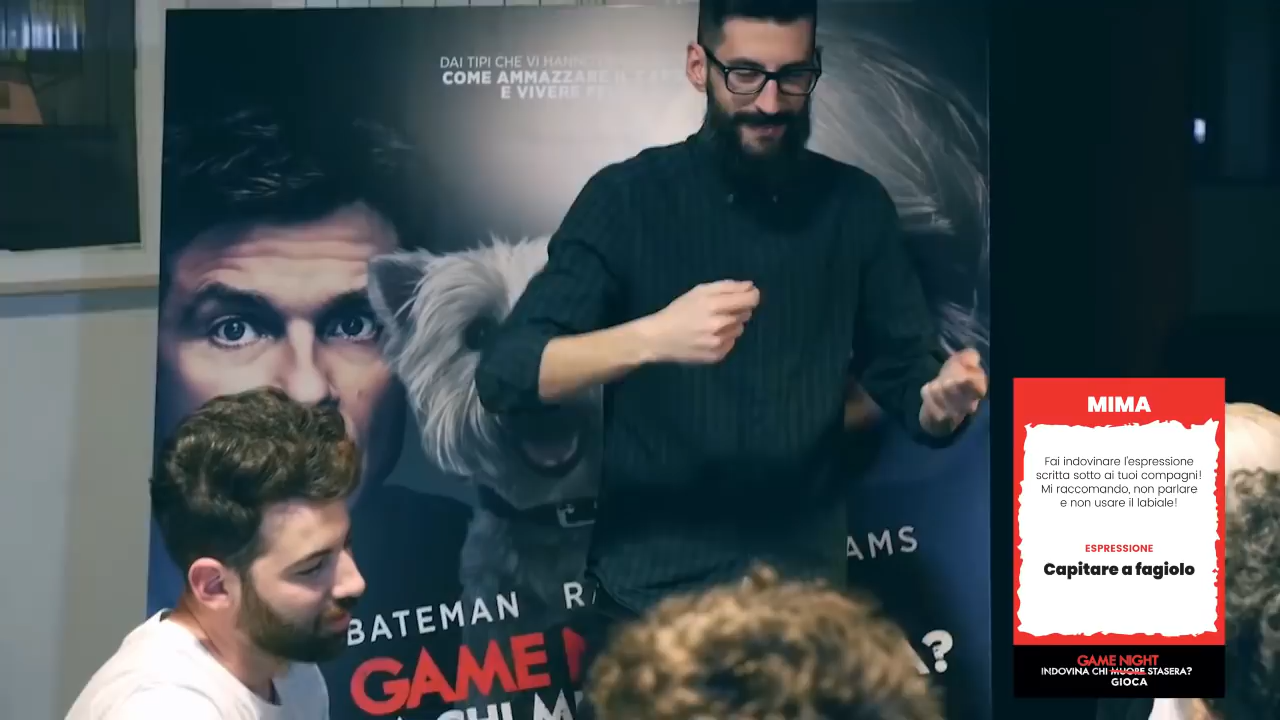 DAI TIPI CHE VI HANNO
COME AMMAZZARE IL
E VIVERE
BATEMAN
AMS
GAME
A?
CHI
MIMA
Fai indovinare l'espressione
scritta sotto ai tuoi compagni!
Mi raccomando, non parlare
e non usare il labiale!
ESPRESSIONE
Capitare a fagiolo
GAME NIGHT
INDOVINA CHI MUORE STASERA?
GIOCA